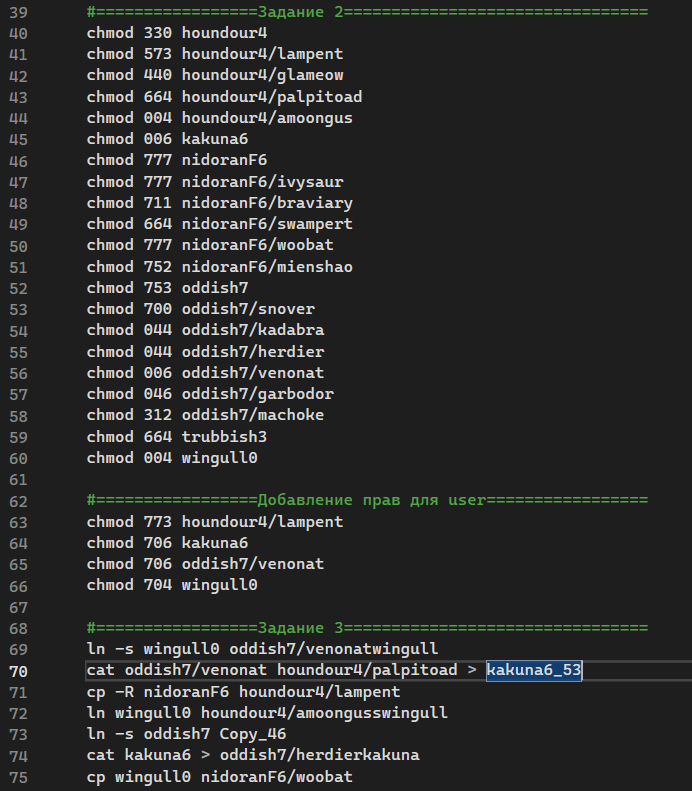 39 #=================Задание 2================================
40 chmod 330 houndour4
41 chmod 573 houndour4/lampent
42 chmod 440 houndour4/glameow
43 chmod 664 houndour4/palpitoad
44 chmod 004 houndour4/amoongus
45 chmod 006 kakuna6
46 chmod 777 nidoranF6
47 chmod 777 nidoranF6/ivysaur
48 chmod 711 nidoranF6/braviary
49 chmod 664 nidoranF6/swampert
50 chmod 777 nidoranF6/woobat
51 chmod 752 nidoranF6/mienshao
52 chmod 753 oddish7
53 chmod 700 oddish7/snover
54 chmod 044 oddish7/kadabra
55 chmod 044 oddish7/herdier
56 chmod 006 oddish7/venonat
57 chmod 046 oddish7/garbodor
58 chmod 312 oddish7/machoke
59 chmod 664 trubbish3
60 chmod 004 wingull0
61
62 #=================Добавление прав для user=================
63 chmod 773 houndour4/lampent
64 chmod 706 kakuna6
65 chmod 706 oddish7/venonat
66 chmod 704 wingull0
67
68 #=================Задание 3================================
69 ln -s wingull0 oddish7/venonatwingull
70 cat oddish7/venonat houndour4/palpitoad > kakuna6_53
71 cp -R nidoranF6 houndour4/lampent
72 ln wingull0 houndour4/amoongusswingull
73 ln -s oddish7 Copy_46
74 cat kakuna6 > oddish7/herdierkakuna
75 cp wingull0 nidoranF6/woobat